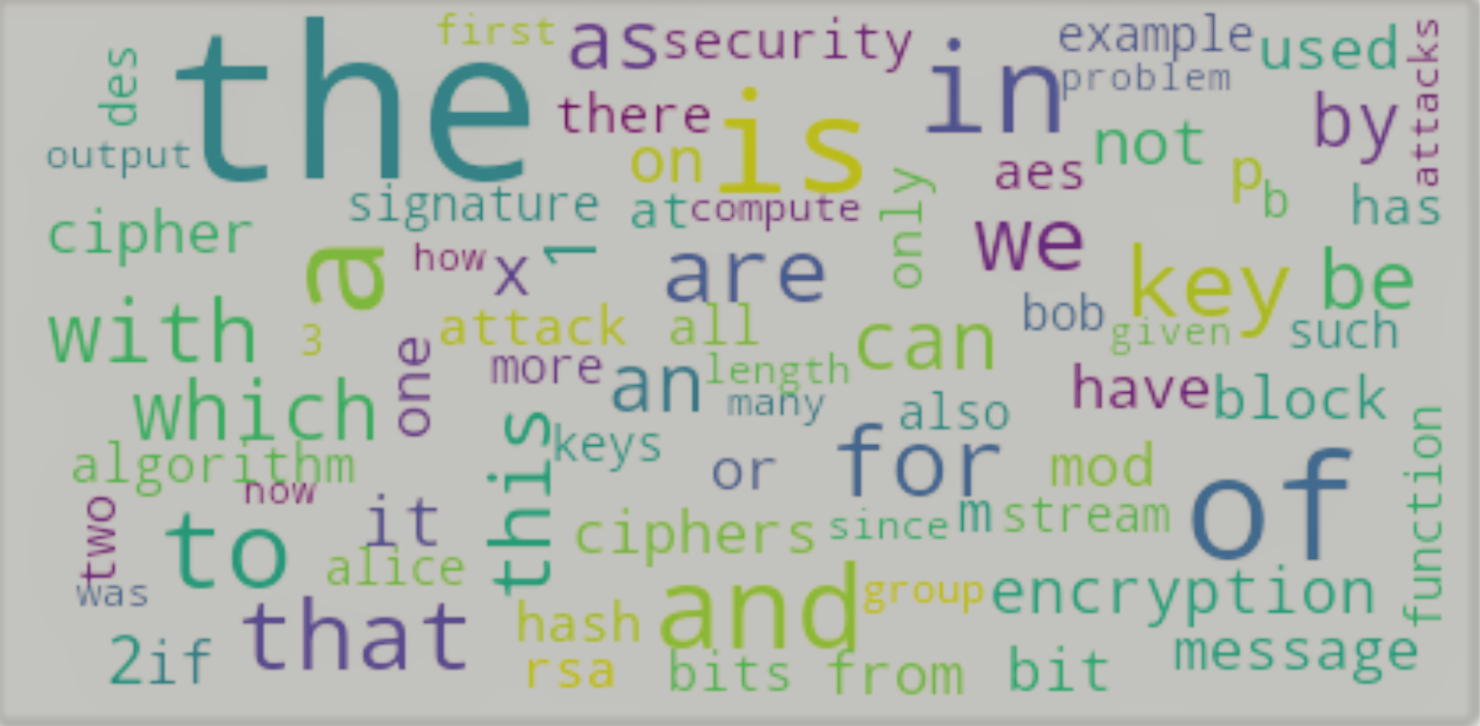 the
first
as
security
in
example
used
attacks
des
problem
there
is
by
output
on
not
aes
p
b
only
signature
at
compute
has
cipher
a
how
x
1
are
we
key
be
with
3
attack
all
can
bob
given
such
one
more
an
length
many
which
have
block
also
algorithm
now
this
keys
or
for
mod
of
function
two
to
it
alice
ciphers
since
m
stream
was
that
hash
and
group
encryption
2
if
rsa
bits
from
bit
message